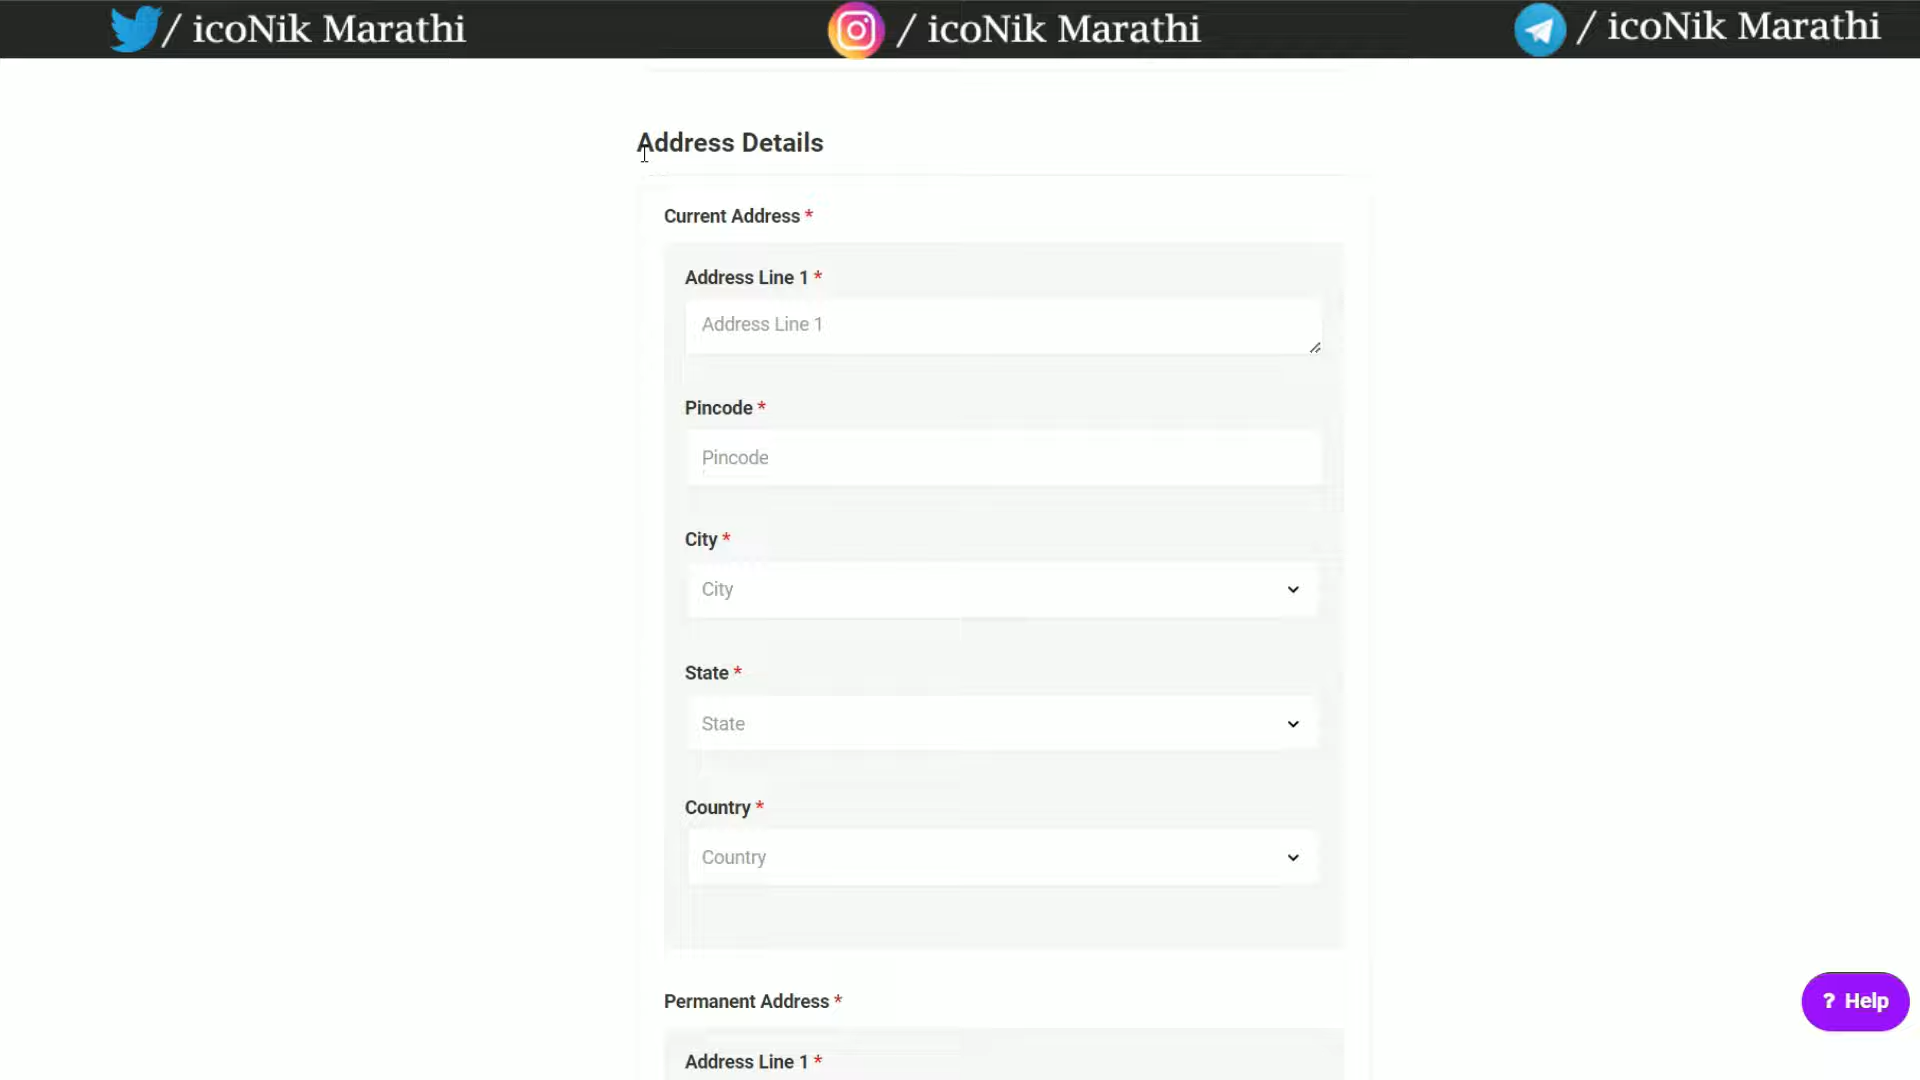 / icoNik Marathi
/ icoNik Marathi
/ icoNik Marathi
Address Details
Current Address *
Address Line 1 *
Address Line 1
Pincode *
Pincode
City *
City
State *
State
Country *
Country
Permanent Address *
Address Line 1 *
? Help